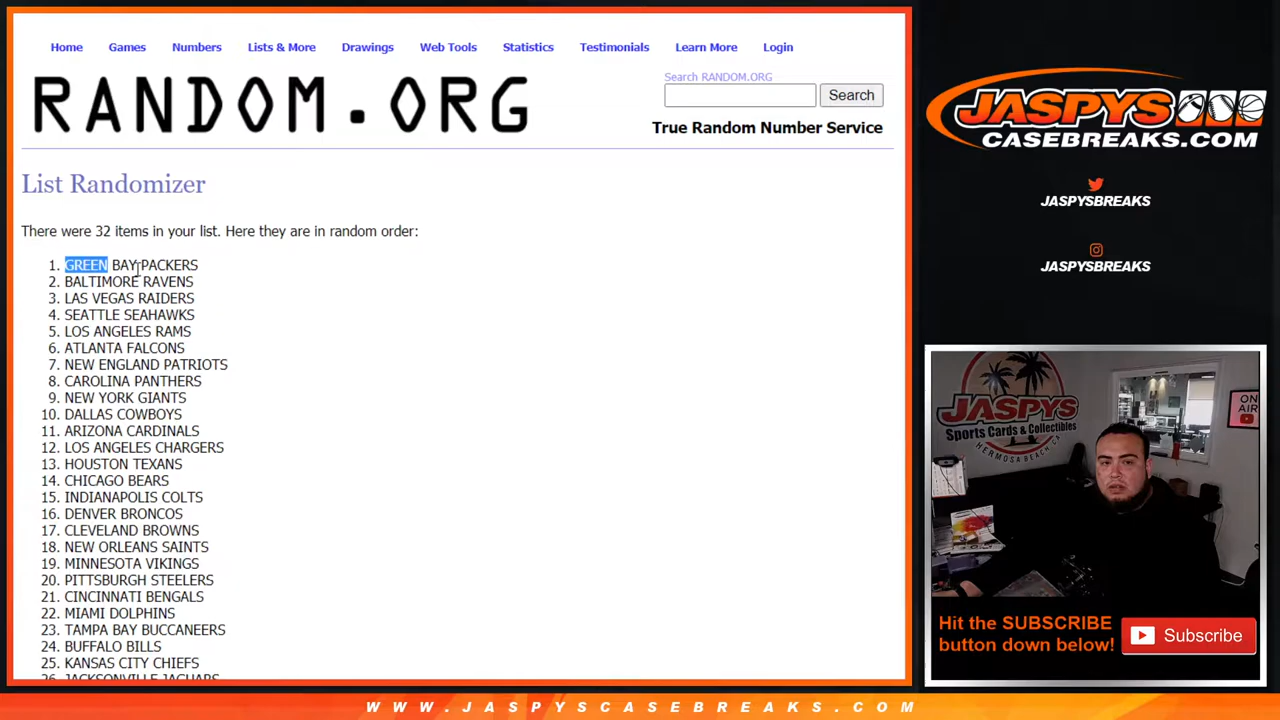 Home Games Numbers Lists & More Drawings Web Tools Statistics Testimonials Learn More Login
RANDOM.ORG
Search RANDOM.ORG
Search
True Random Number Service
List Randomizer
There were 32 items in your list. Here they are in random order:
1. GREEN BAY PACKERS
2. BALTIMORE RAVENS
3. LAS VEGAS RAIDERS
4. SEATTLE SEAHAWKS
5. LOS ANGELES RAMS
6. ATLANTA FALCONS
7. NEW ENGLAND PATRIOTS
8. CAROLINA PANTHERS
9. NEW YORK GIANTS
10. DALLAS COWBOYS
11. ARIZONA CARDINALS
12. LOS ANGELES CHARGERS
13. HOUSTON TEXANS
14. CHICAGO BEARS
15. INDIANAPOLIS COLTS
16. DENVER BRONCOS
17. CLEVELAND BROWNS
18. NEW ORLEANS SAINTS
19. MINNESOTA VIKINGS
20. PITTSBURGH STEELERS
21. CINCINNATI BENGALS
22. MIAMI DOLPHINS
23. TAMPA BAY BUCCANEERS
24. BUFFALO BILLS
25. KANSAS CITY CHIEFS
26. JACKSONVILLE JAGUARS
JASPYS
CASEBREAKS.COM
JASPYSBREAKS
JASPYSBREAKS
JASPYS
Sports Cards & Collectibles
HERMOSA BEACH CA
ON
AIR
Hit the SUBSCRIBE
button down below!
Subscribe
WWW.JASPYSCASEBREAKS.COM